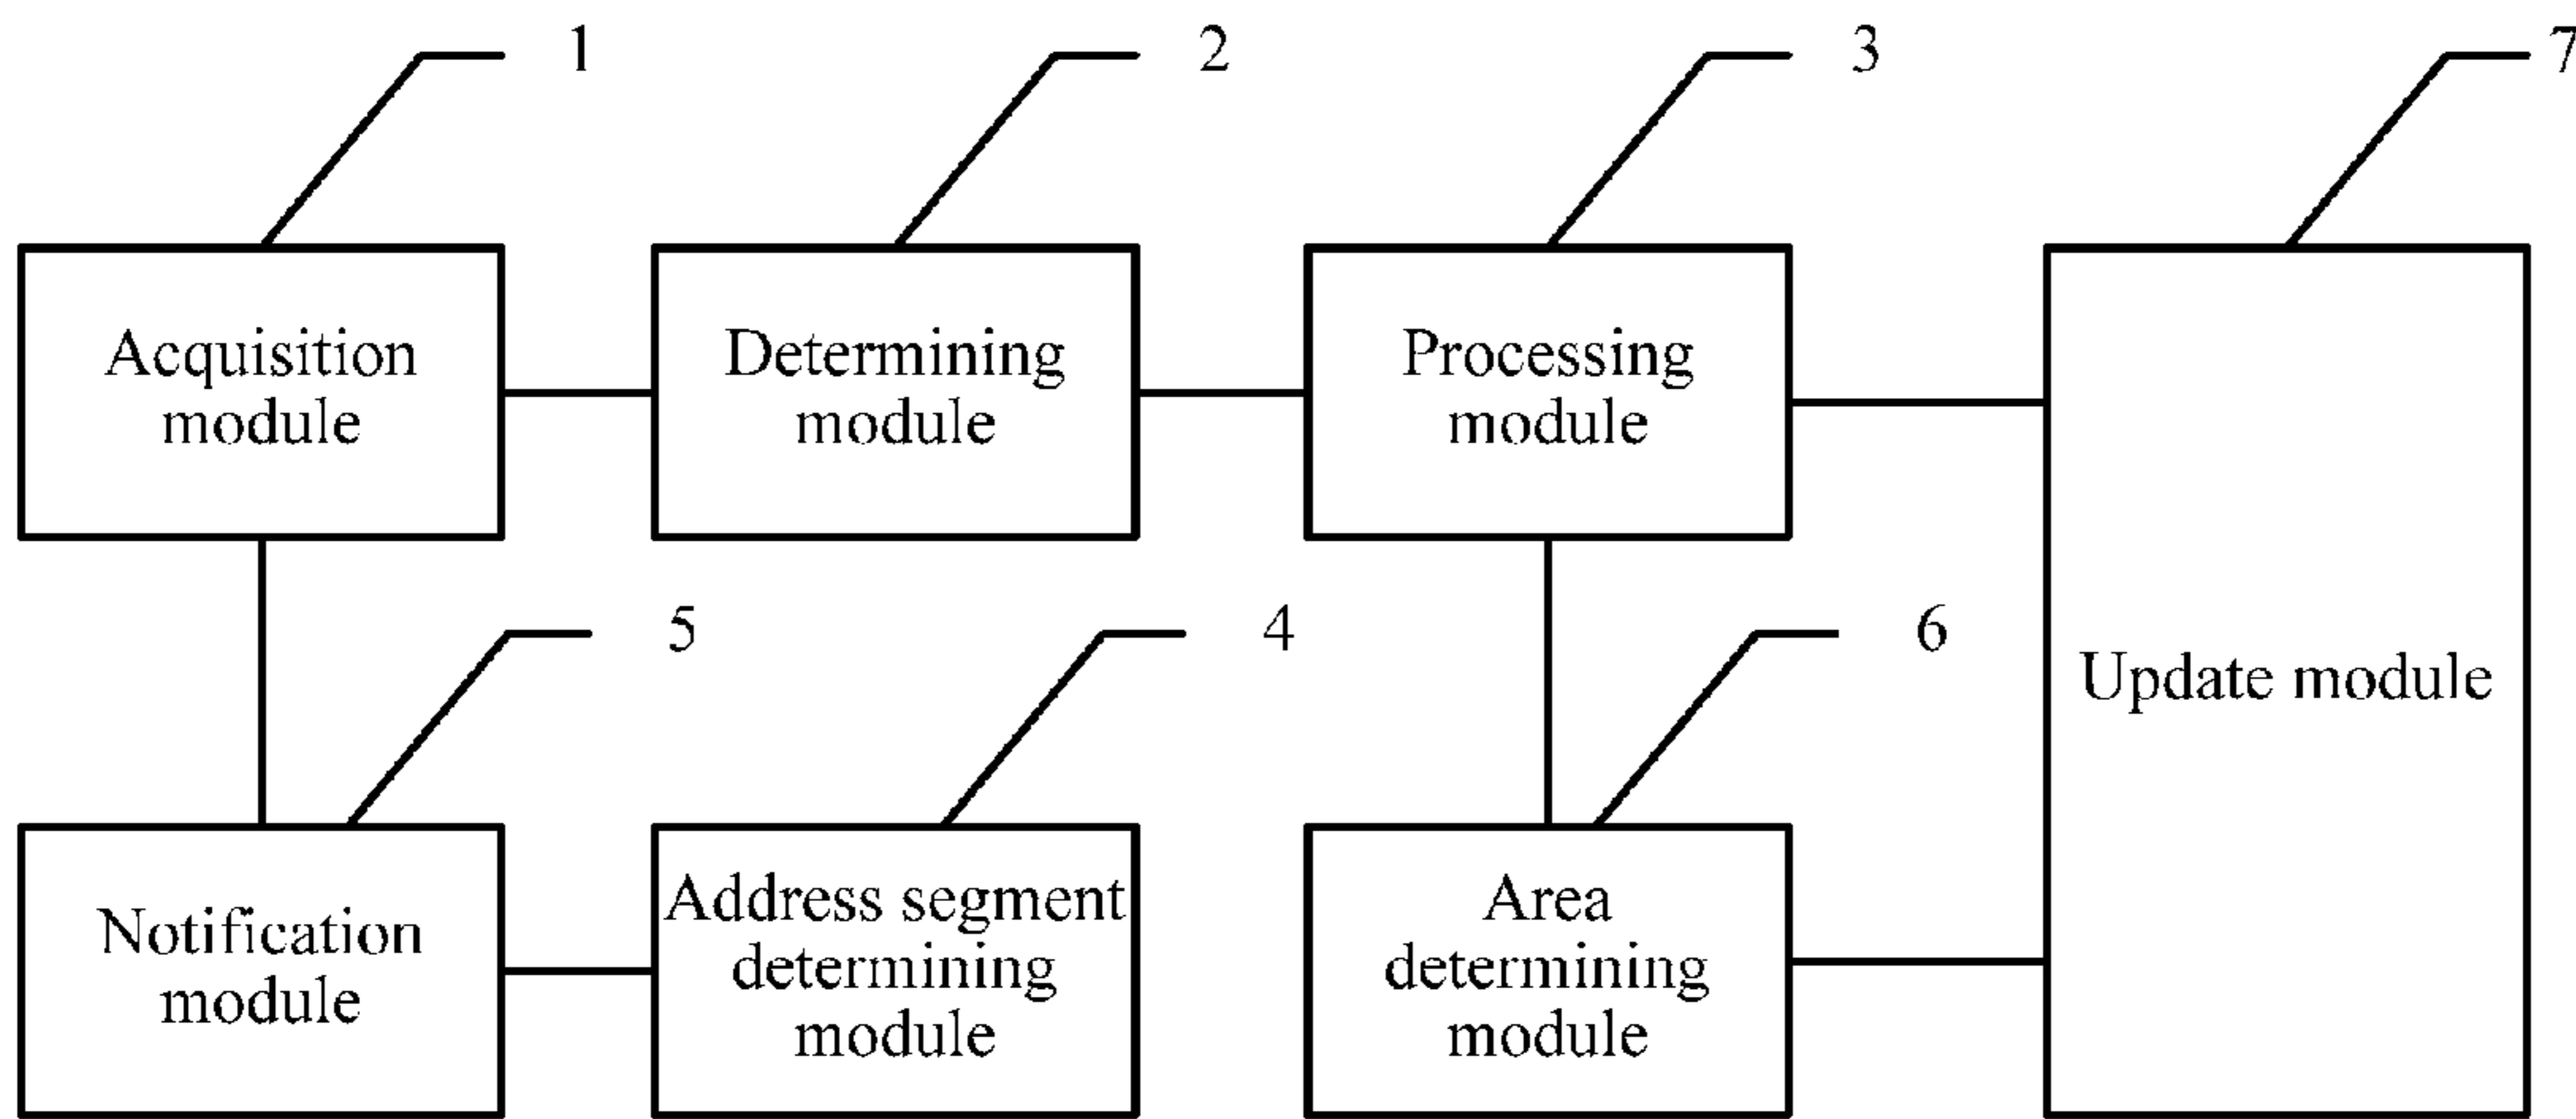 1
2
3
7
Acquisition
module
Determining
module
Processing
module
5
4
6
Update module
Notification
module
Address segment
determining
module
Area
determining
module